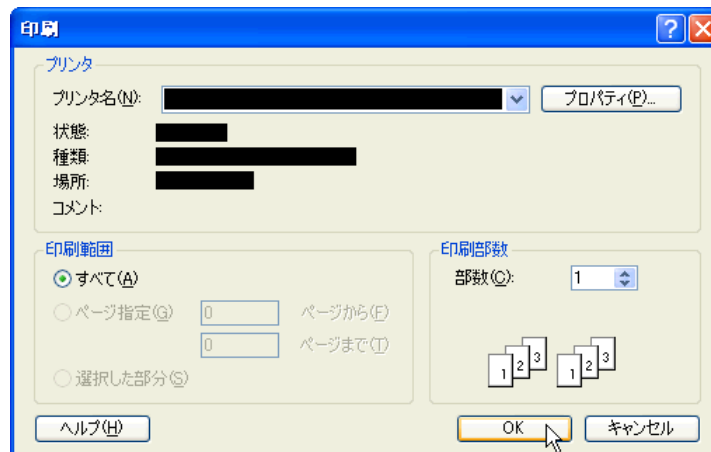 印刷
プリンタ
プリンタ名(N):
プロパティ(P)...
状態:
種類:
場所:
コメント:
印刷範囲
すべて(A)
ページ指定(G) 0 ページから(F)
0 ページまで(T)
選択した部分(S)
印刷部数
部数(C): 1
1 2 3 1 2 3
ヘルプ(H)
OK
キャンセル